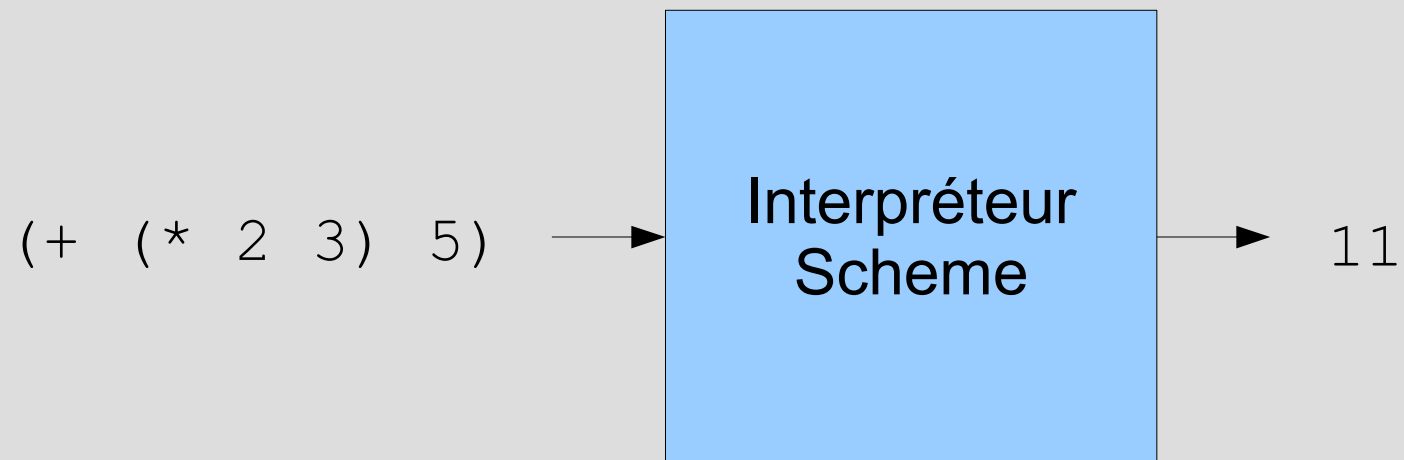 (+ (* 2 3) 5)
Interpréteur
Scheme
11